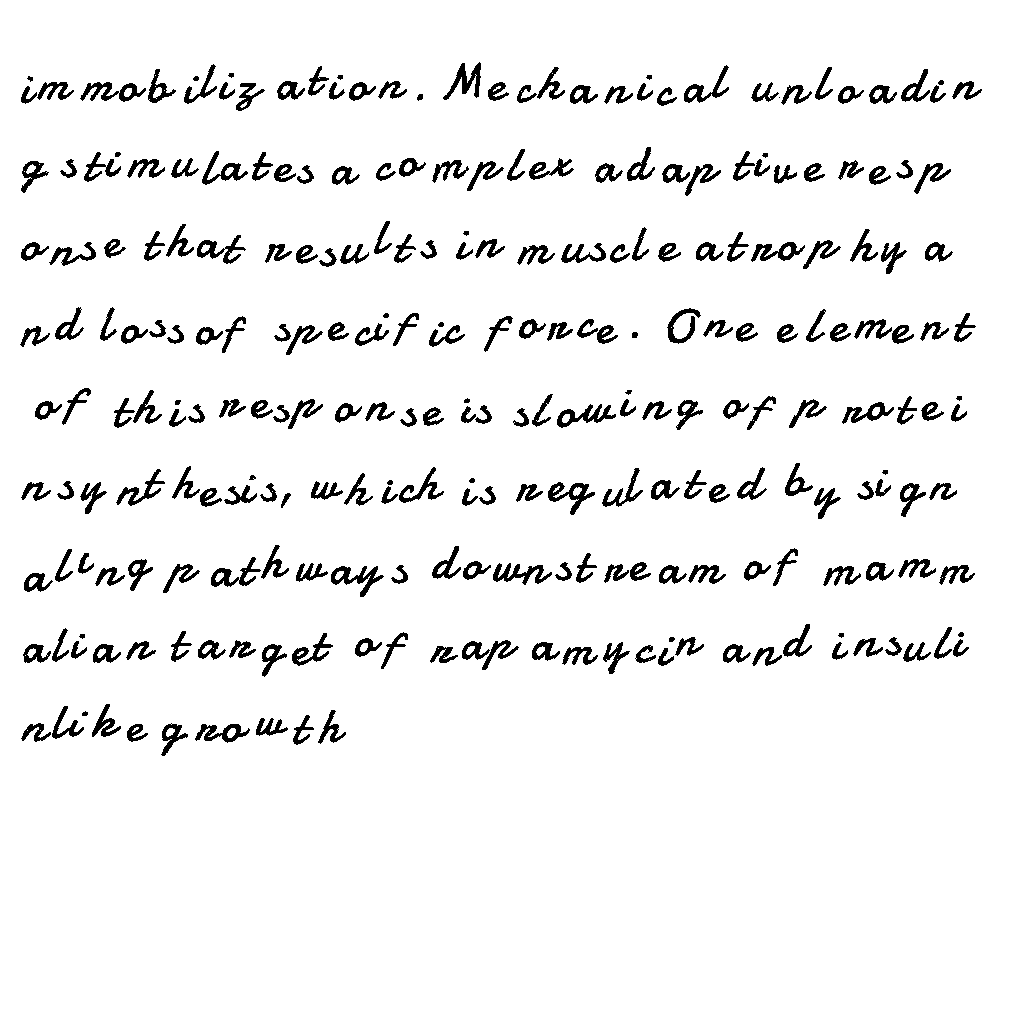 immobilization. Mechanical unloadin
g stimulates a complex adaptive resp
onse that results in muscle atrophy a
nd loss of specific force. One element
of this response is slowing of protei
n synthesis, which is regulated by sign
aling pathways downstream of mamm
alian target of rapamycin and insuli
nlike growth